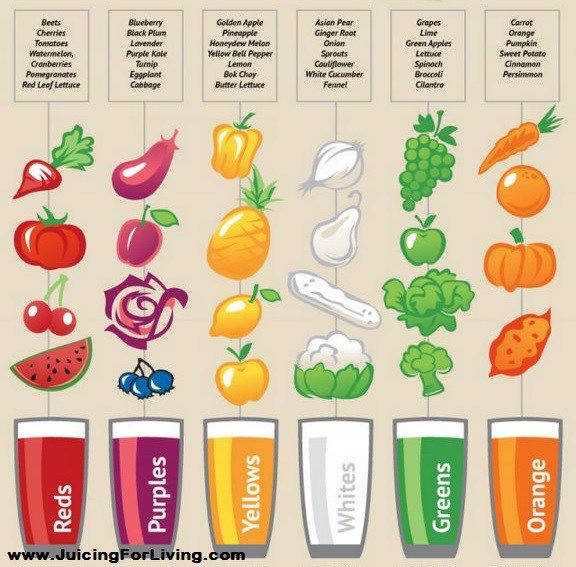 Beets
Cherries
Tomatoes
Watermelon,
Cranberries
Pomegranates
Red Leaf Lettuce
Blueberry
Black Plum
Lavender
Purple Kale
Turnip
Eggplant
Cabbage
Golden Apple
Pineapple
Honeydew Melon
Yellow Bell Pepper
Lemon
Bok Choy
Butter Lettuce
Asian Pear
Ginger Root
Onion
Sprouts
Cauliflower
White Cucumber
Fennel
Grapes
Lime
Green Apples
Lettuce
Spinach
Broccoli
Cilantro
Carrot
Orange
Pumpkin
Sweet Potato
Cinnamon
Persimmon
Reds
Purples
Yellows
Whites
Greens
Orange
www.JuicingForLiving.com